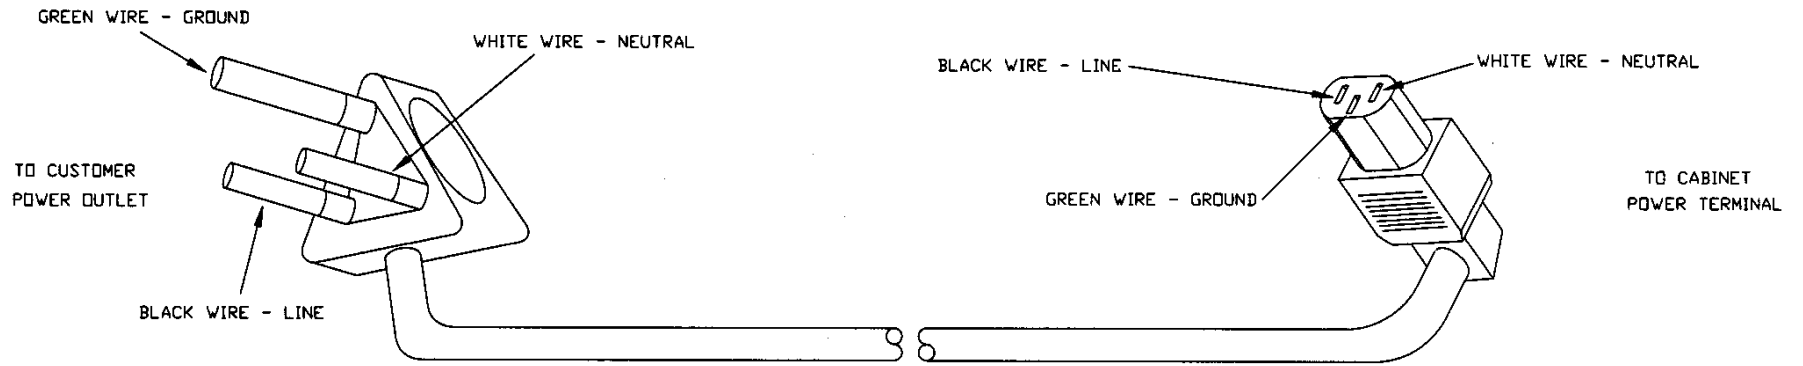 GREEN WIRE - GROUND
WHITE WIRE - NEUTRAL
TO CUSTOMER
POWER OUTLET
BLACK WIRE - LINE
BLACK WIRE - LINE
WHITE WIRE - NEUTRAL
GREEN WIRE - GROUND
TO CABINET
POWER TERMINAL